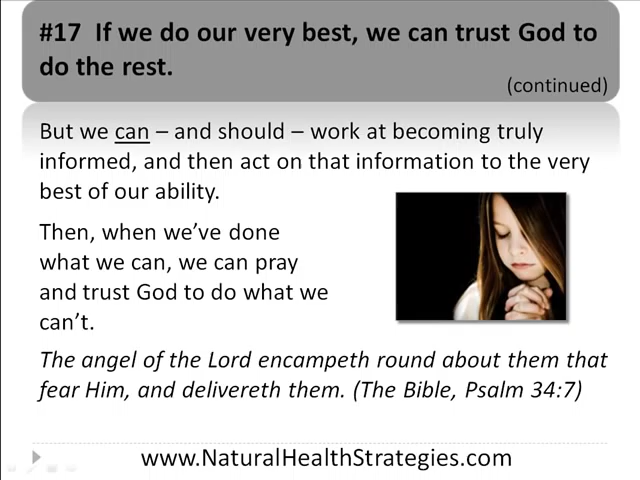 #17  If we do our very best, we can trust God to
do the rest.
(continued)
But we can – and should – work at becoming truly
informed, and then act on that information to the very
best of our ability.
Then, when we’ve done
what we can, we can pray
and trust God to do what we
can’t.
The angel of the Lord encampeth round about them that
fear Him, and delivereth them. (The Bible, Psalm 34:7)
www.NaturalHealthStrategies.com